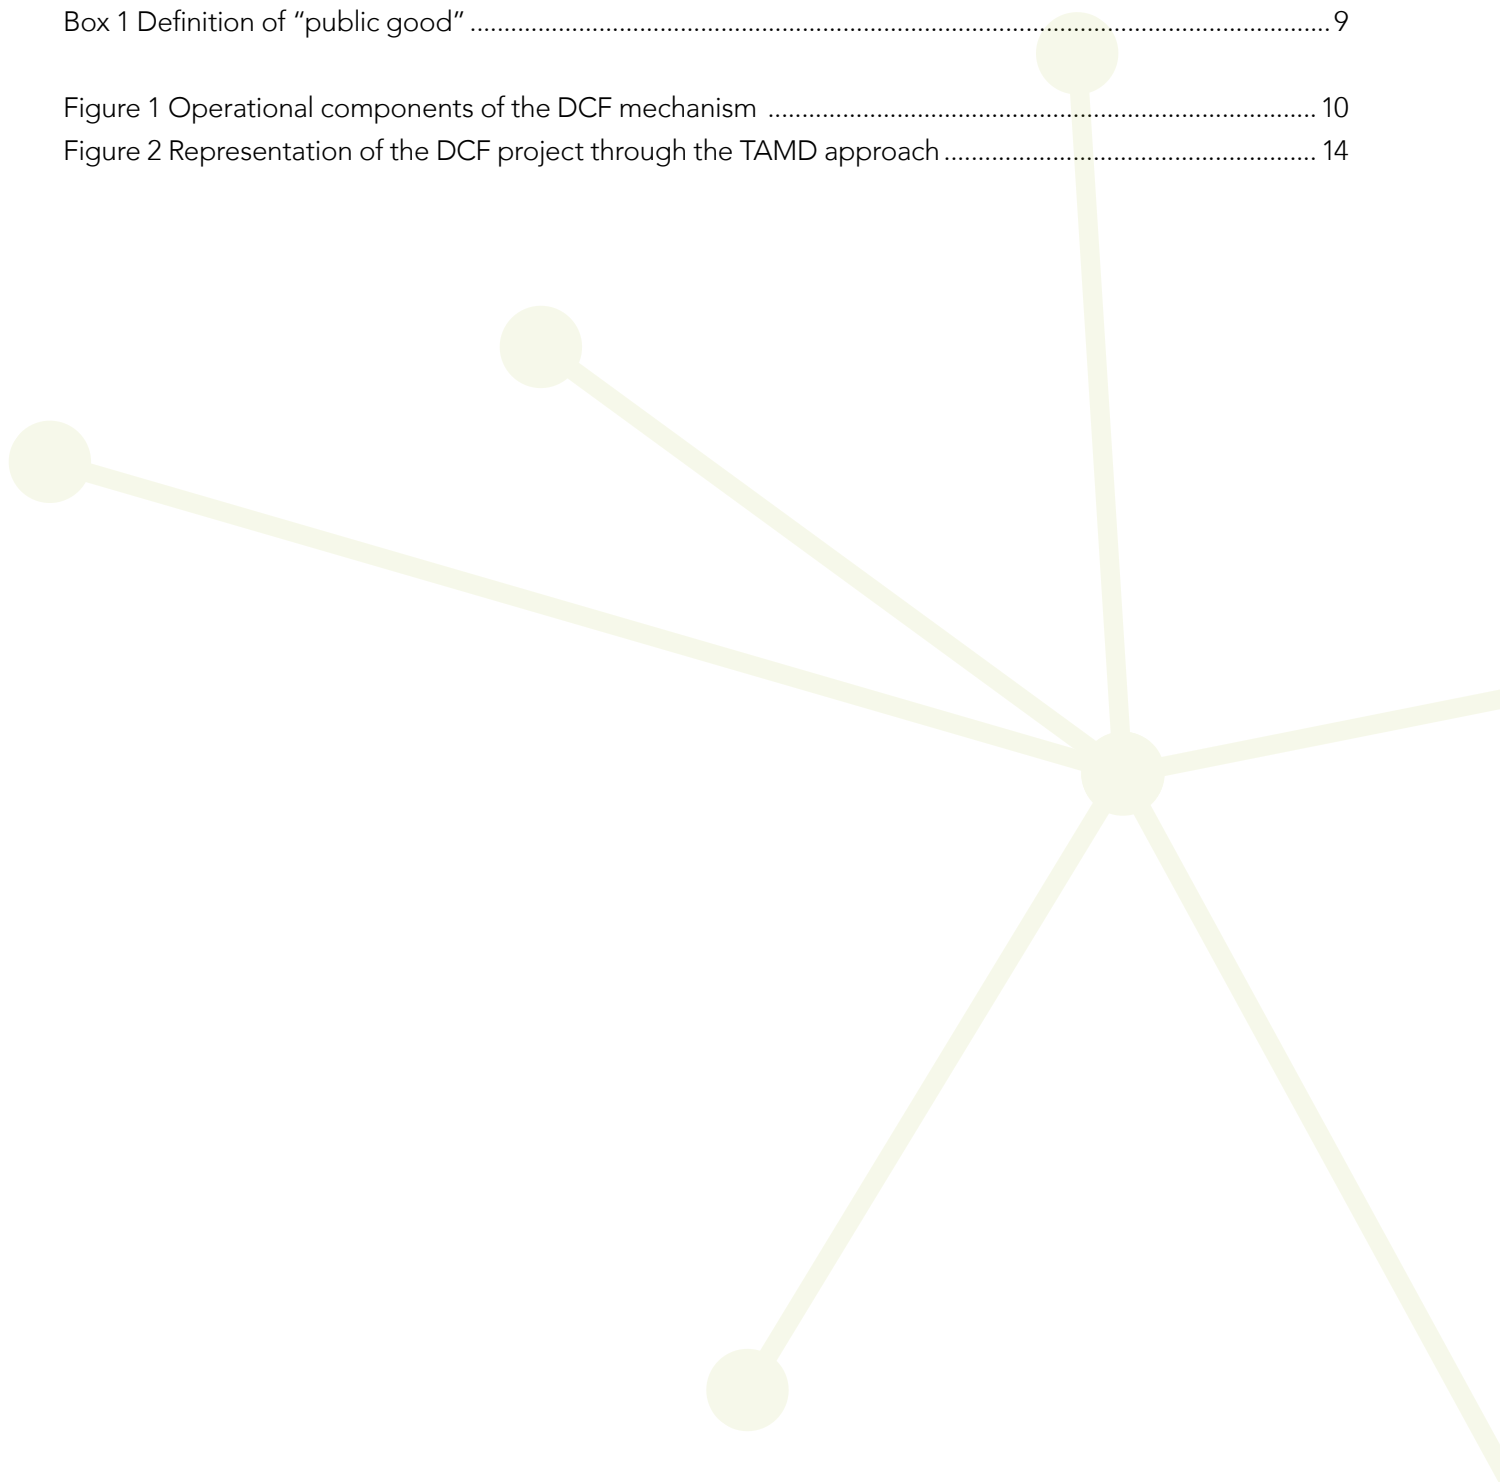 Box 1 Definition of “public good” ................................................................................................................................ 9
Figure 1 Operational components of the DCF mechanism .................................................................................. 10
Figure 2 Representation of the DCF project through the TAMD approach ....................................................... 14